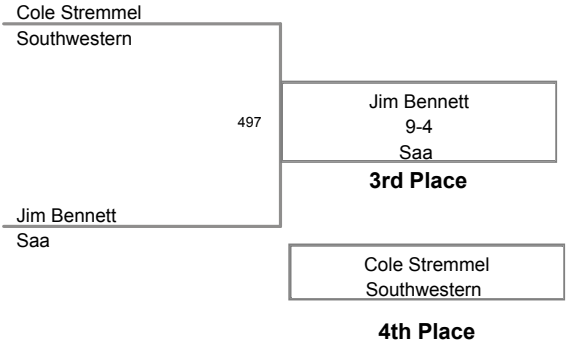 Cole Stremmel
Southwestern
497
Jim Bennett
9-4
Saa
3rd Place
Jim Bennett
Saa
Cole Stremmel
Southwestern
4th Place